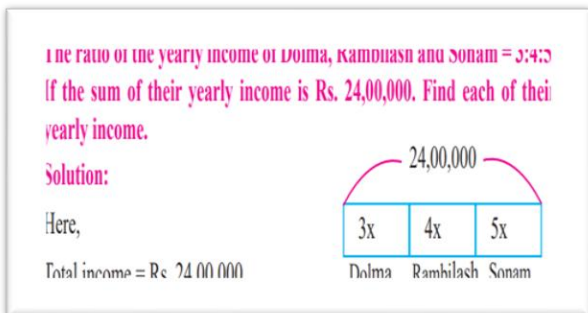 The ratio of the yearly income of Dolma, Rambilash and Sonam = 3:4:5
If the sum of their yearly income is Rs. 24,00,000. Find each of thei
yearly income.
Solution:
24,00,000
Here,
3x 4x 5x
Total income = Rs 24,00,000
Dolma Rambilash Sonam